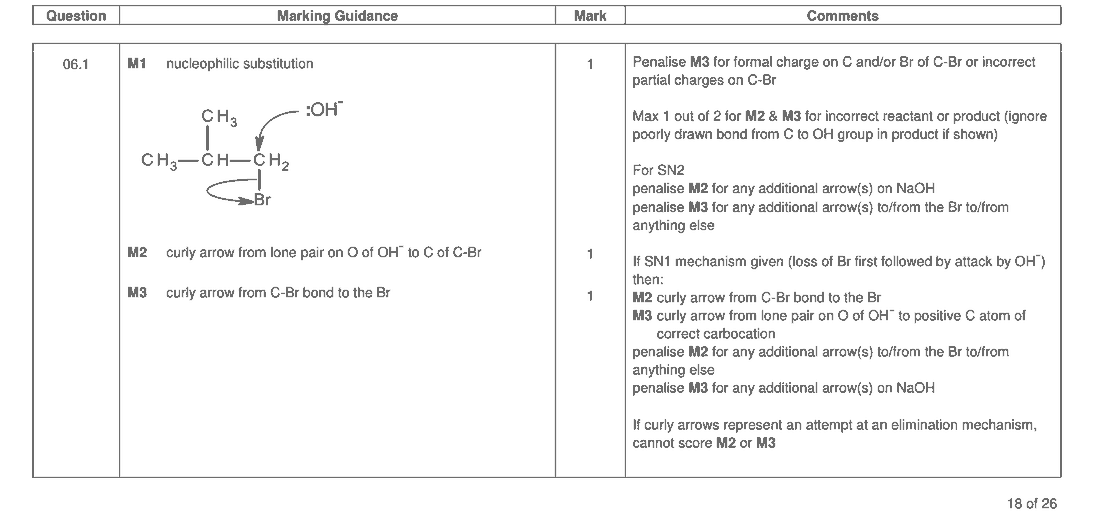 Question Marking Guidance Mark Comments
06.1 M1 nucleophilic substitution 1
CH3 :OH-
CH3—CH—CH2
Br
M2 curly arrow from lone pair on O of OH- to C of C-Br 1
M3 curly arrow from C-Br bond to the Br 1
Penalise M3 for formal charge on C and/or Br of C-Br or incorrect
partial charges on C-Br
Max 1 out of 2 for M2 & M3 for incorrect reactant or product (ignore
poorly drawn bond from C to OH group in product if shown)
For SN2
penalise M2 for any additional arrow(s) on NaOH
penalise M3 for any additional arrow(s) to/from the Br to/from
anything else
If SN1 mechanism given (loss of Br first followed by attack by OH-)
then:
M2 curly arrow from C-Br bond to the Br
M3 curly arrow from lone pair on O of OH- to positive C atom of
correct carbocation
penalise M2 for any additional arrow(s) to/from the Br to/from
anything else
penalise M3 for any additional arrow(s) on NaOH
If curly arrows represent an attempt at an elimination mechanism,
cannot score M2 or M3
18 of 26